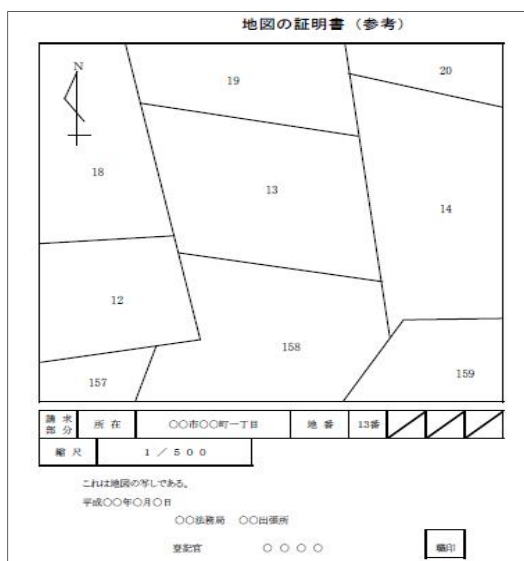 地図の証明書（参考）
N
19
20
18
13
14
12
158
157
159
請求部分 所在 〇〇市〇〇町一丁目 地番 13番
縮尺 1／500
これは地図の写しである。
平成〇〇年〇月〇日
〇〇法務局 〇〇出張所
登記官 〇〇〇〇 職印